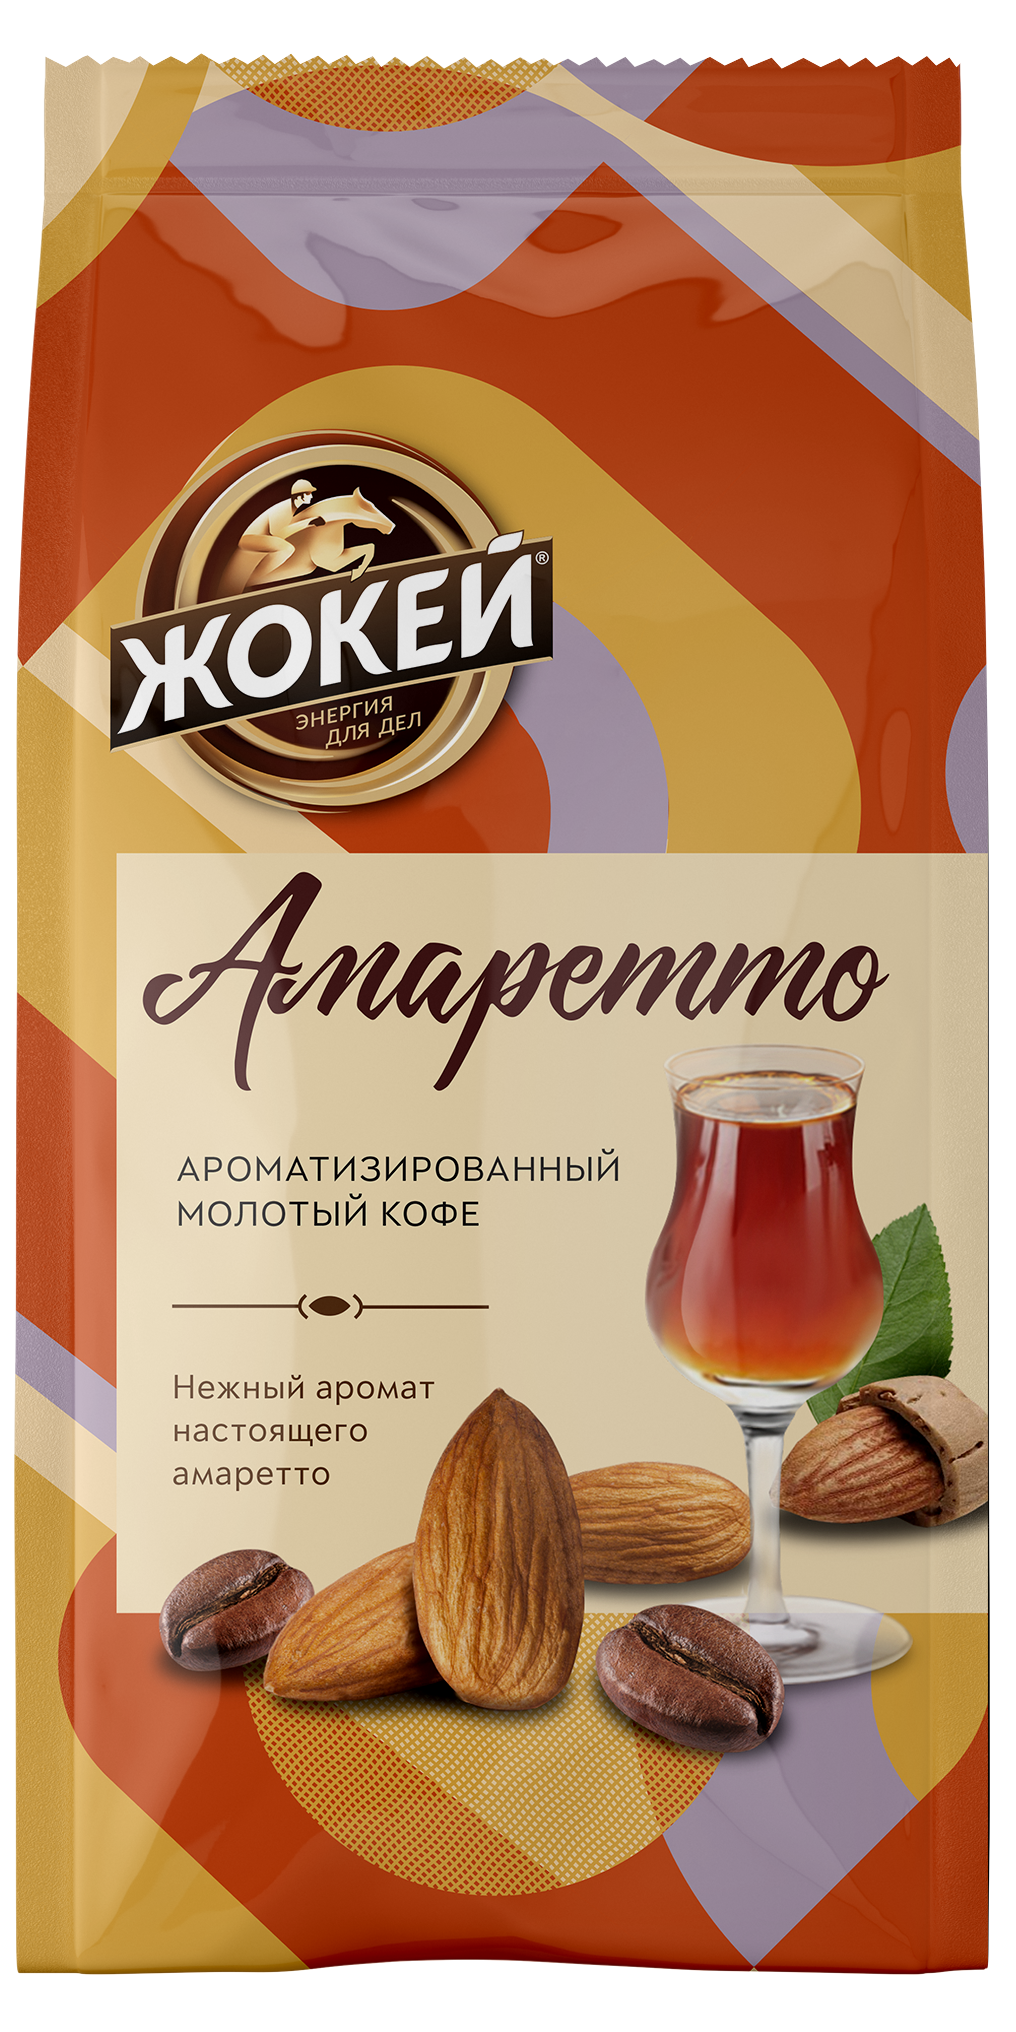 ЖОКЕЙ®
ЭНЕРГИЯ
ДЛЯ ДЕЛ
Амаретто
АРОМАТИЗИРОВАННЫЙ
МОЛОТЫЙ КОФЕ
Нежный аромат
настоящего
амаретто